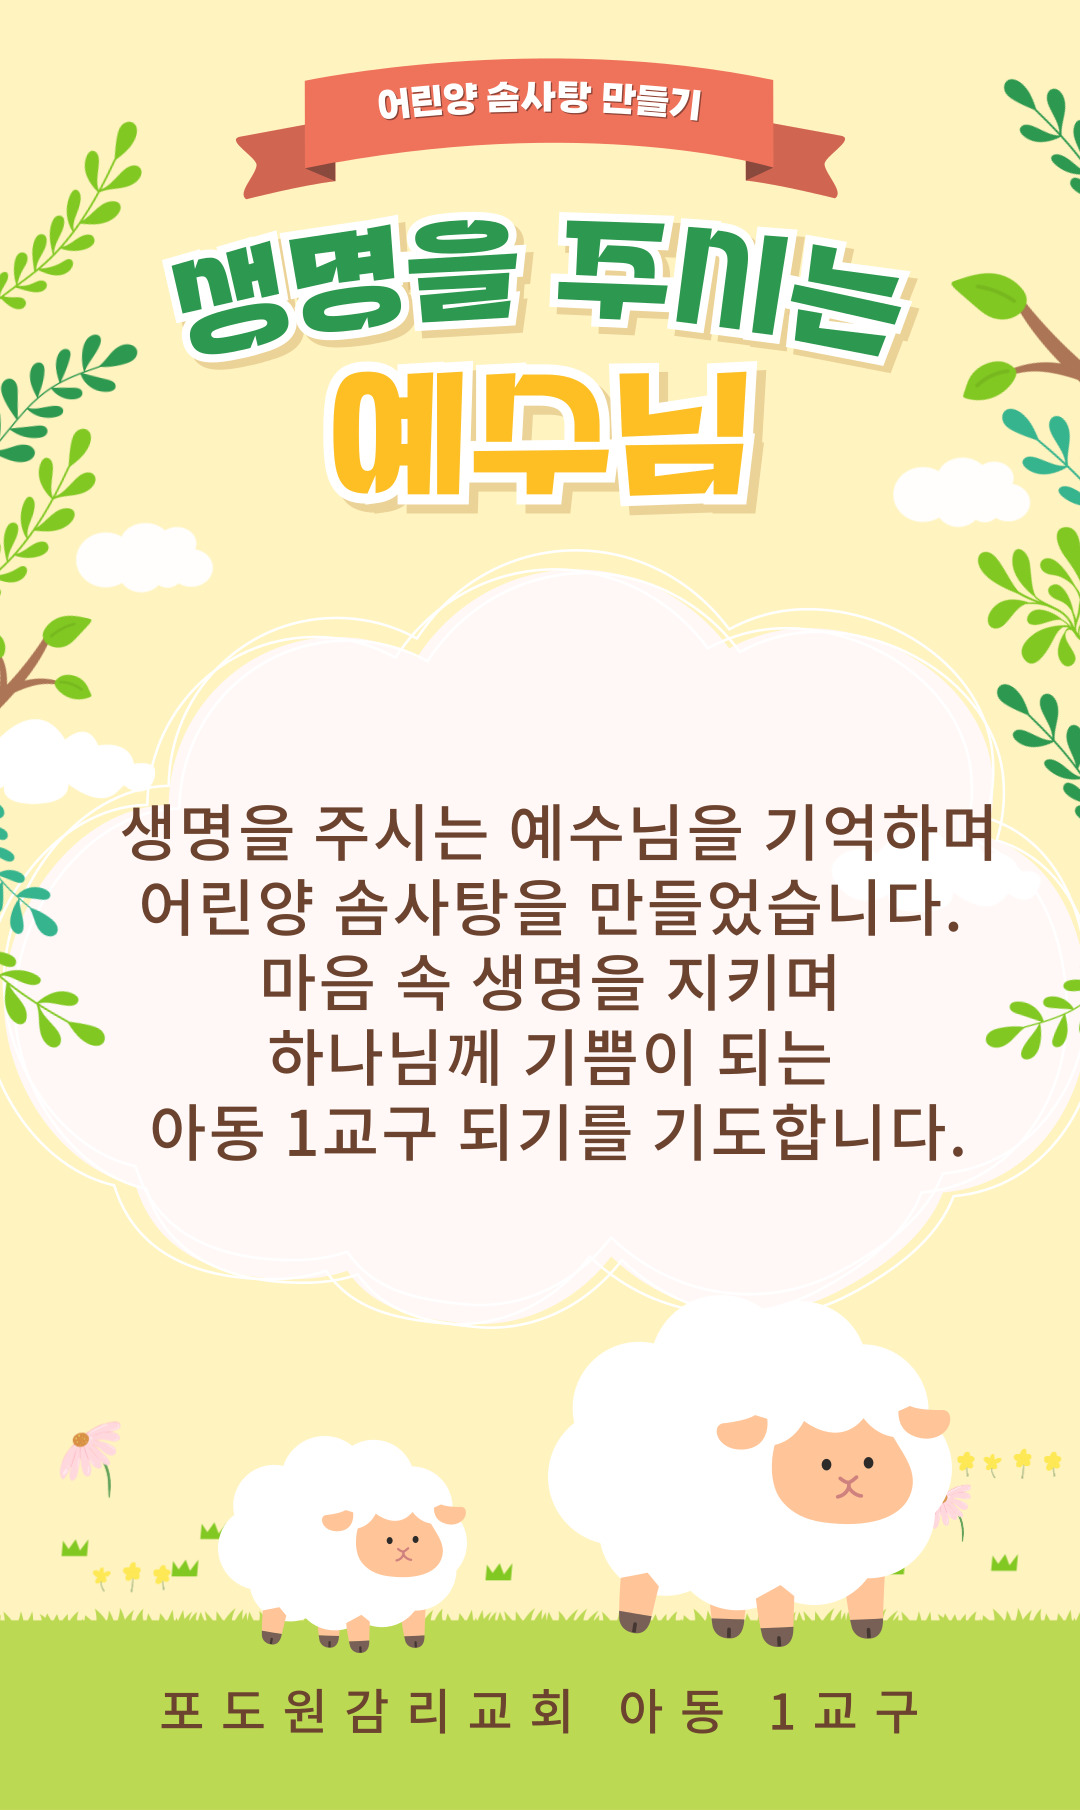 어린양 솜사탕 만들기
생명을 주시는
예수님
생명을 주시는 예수님을 기억하며
어린양 솜사탕을 만들었습니다.
마음 속 생명을 지키며
하나님께 기쁨이 되는
아동 1교구 되기를 기도합니다.
포도원감리교회 아동 1교구